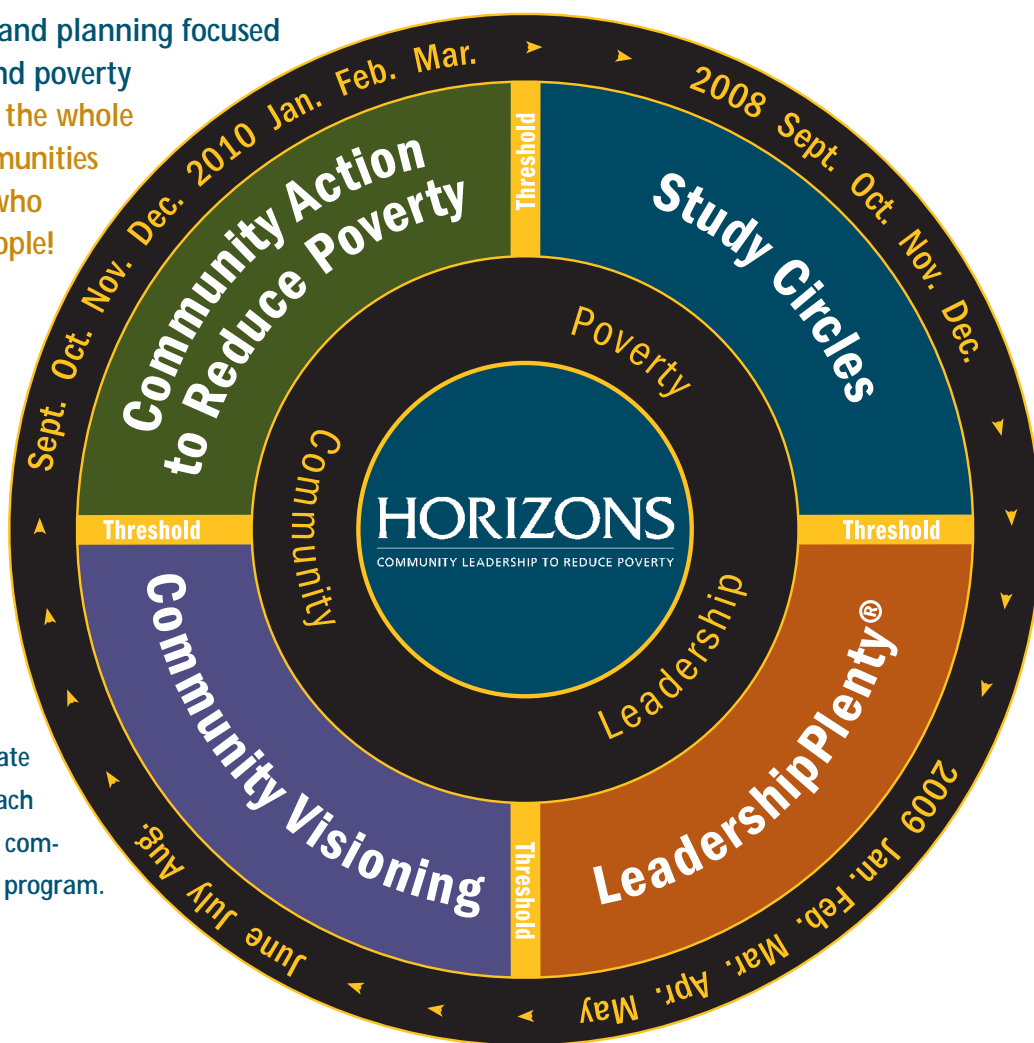 and planning focused
nd poverty
the whole
munities
who
ople!
ate
ach
com-
program.
2008 Sept. Oct. Nov. Dec.
2009 Jan. Feb. Mar. Apr. May
June July Aug.
Sept. Oct. Nov. Dec. 2010 Jan. Feb. Mar.
Threshold
Study Circles
Threshold
LeadershipPlenty®
Threshold
Community Visioning
Threshold
Community Action
to Reduce Poverty
Poverty
Leadership
Community
HORIZONS
COMMUNITY LEADERSHIP TO REDUCE POVERTY